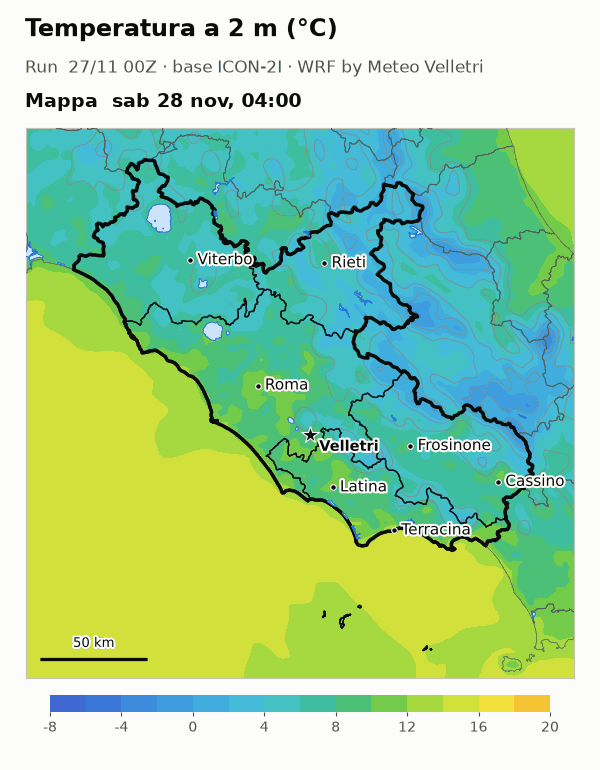 Temperatura a 2 m (°C)
Run  27/11 00Z · base ICON-2I · WRF by Meteo Velletri
Mappa  sab 28 nov, 04:00
Viterbo
Rieti
Roma
Velletri
Frosinone
Latina
Cassino
Terracina
50 km
-8 -4 0 4 8 12 16 20